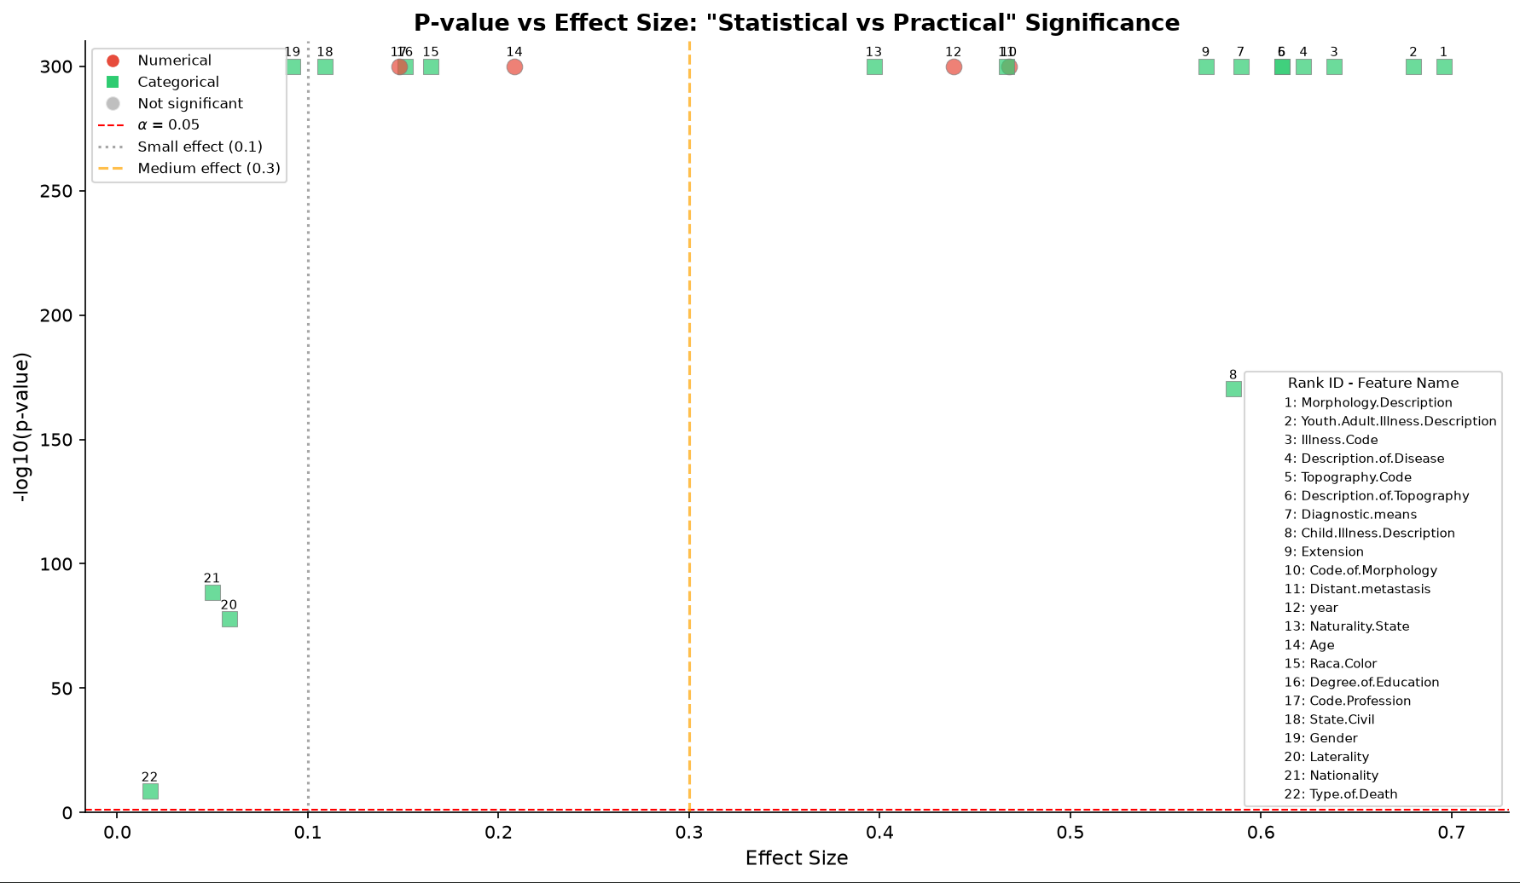 P-value vs Effect Size: "Statistical vs Practical" Significance
Numerical
Categorical
Not significant
α = 0.05
Small effect (0.1)
Medium effect (0.3)
19
18
17
16
15
14
13
12
11
10
9
7
6
5
4
3
2
1
8
21
20
22
300
250
200
150
100
50
0
-log10(p-value)
0.0
0.1
0.2
0.3
0.4
0.5
0.6
0.7
Effect Size
Rank ID - Feature Name
1: Morphology.Description
2: Youth.Adult.Illness.Description
3: Illness.Code
4: Description.of.Disease
5: Topography.Code
6: Description.of.Topography
7: Diagnostic.means
8: Child.Illness.Description
9: Extension
10: Code.of.Morphology
11: Distant.metastasis
12: year
13: Naturality.State
14: Age
15: Raca.Color
16: Degree.of.Education
17: Code.Profession
18: State.Civil
19: Gender
20: Laterality
21: Nationality
22: Type.of.Death